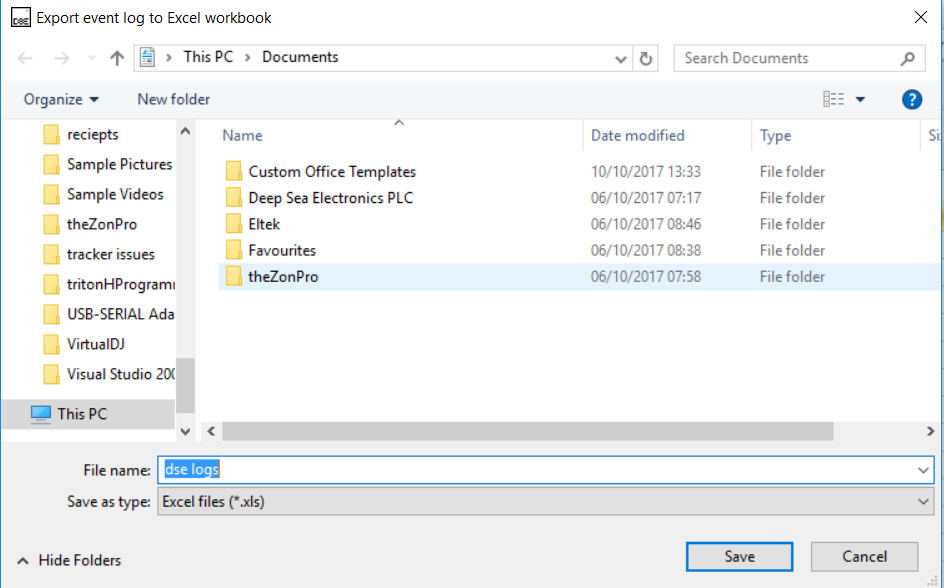 DSE Export event log to Excel workbook
This PC Documents
Search Documents
Organize New folder
Name Date modified Type Si
reciepts
Sample Pictures
Sample Videos
theZonPro
tracker issues
tritonHProgramm
USB-SERIAL Ada
VirtualDJ
Visual Studio 200
This PC
Custom Office Templates 10/10/2017 13:33 File folder
Deep Sea Electronics PLC 06/10/2017 07:17 File folder
Eltek 06/10/2017 08:46 File folder
Favourites 06/10/2017 08:38 File folder
theZonPro 06/10/2017 07:58 File folder
File name: dse logs
Save as type: Excel files (*.xls)
Hide Folders Save Cancel